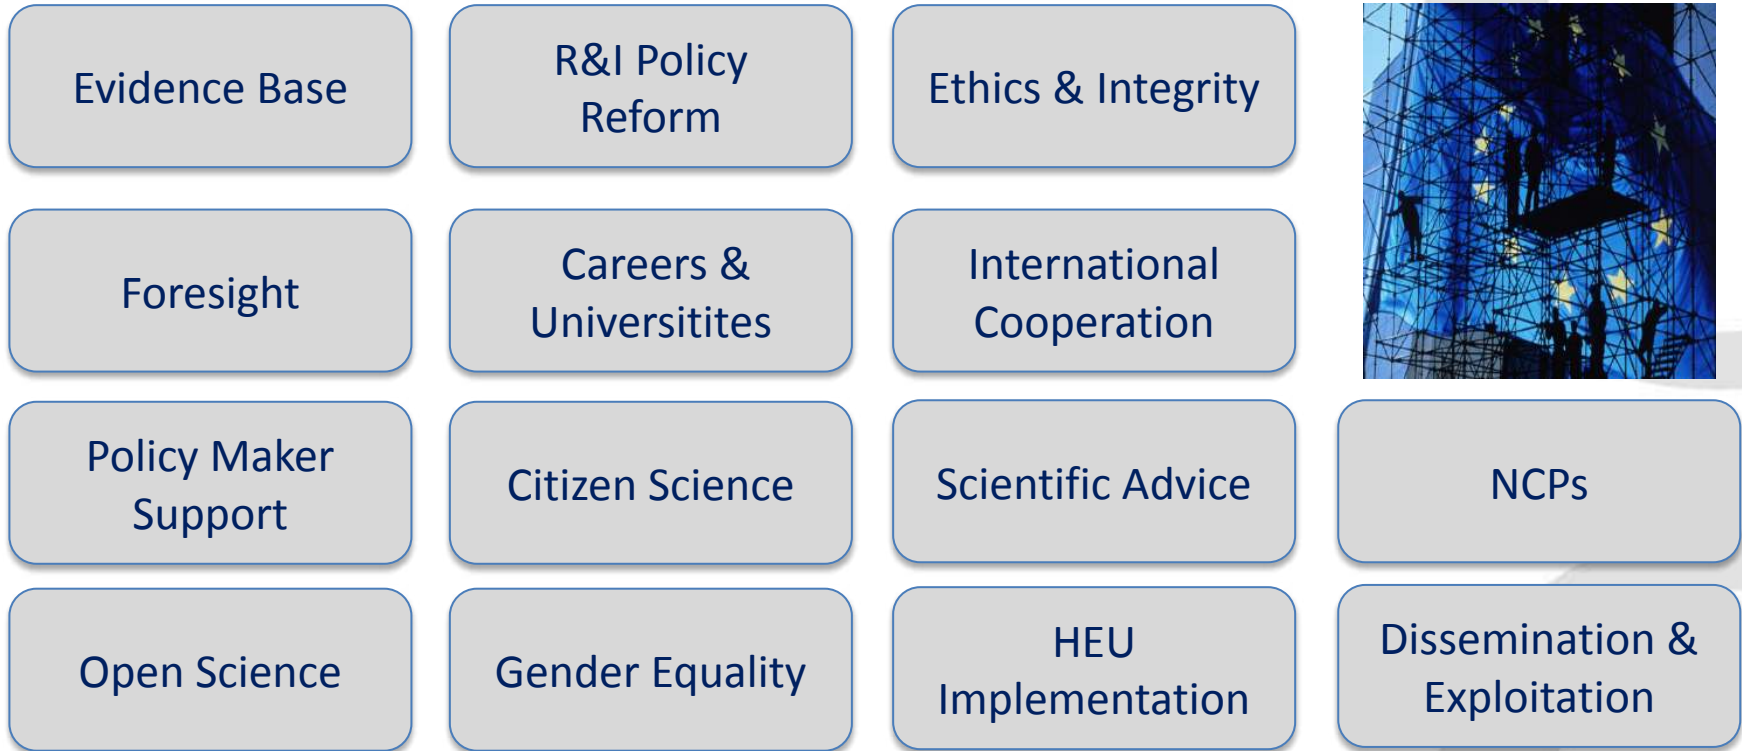 Evidence Base
R&I Policy
Reform
Ethics & Integrity
Foresight
Careers &
Universitites
International
Cooperation
Policy Maker
Support
Citizen Science
Scientific Advice
NCPs
Open Science
Gender Equality
HEU
Implementation
Dissemination &
Exploitation